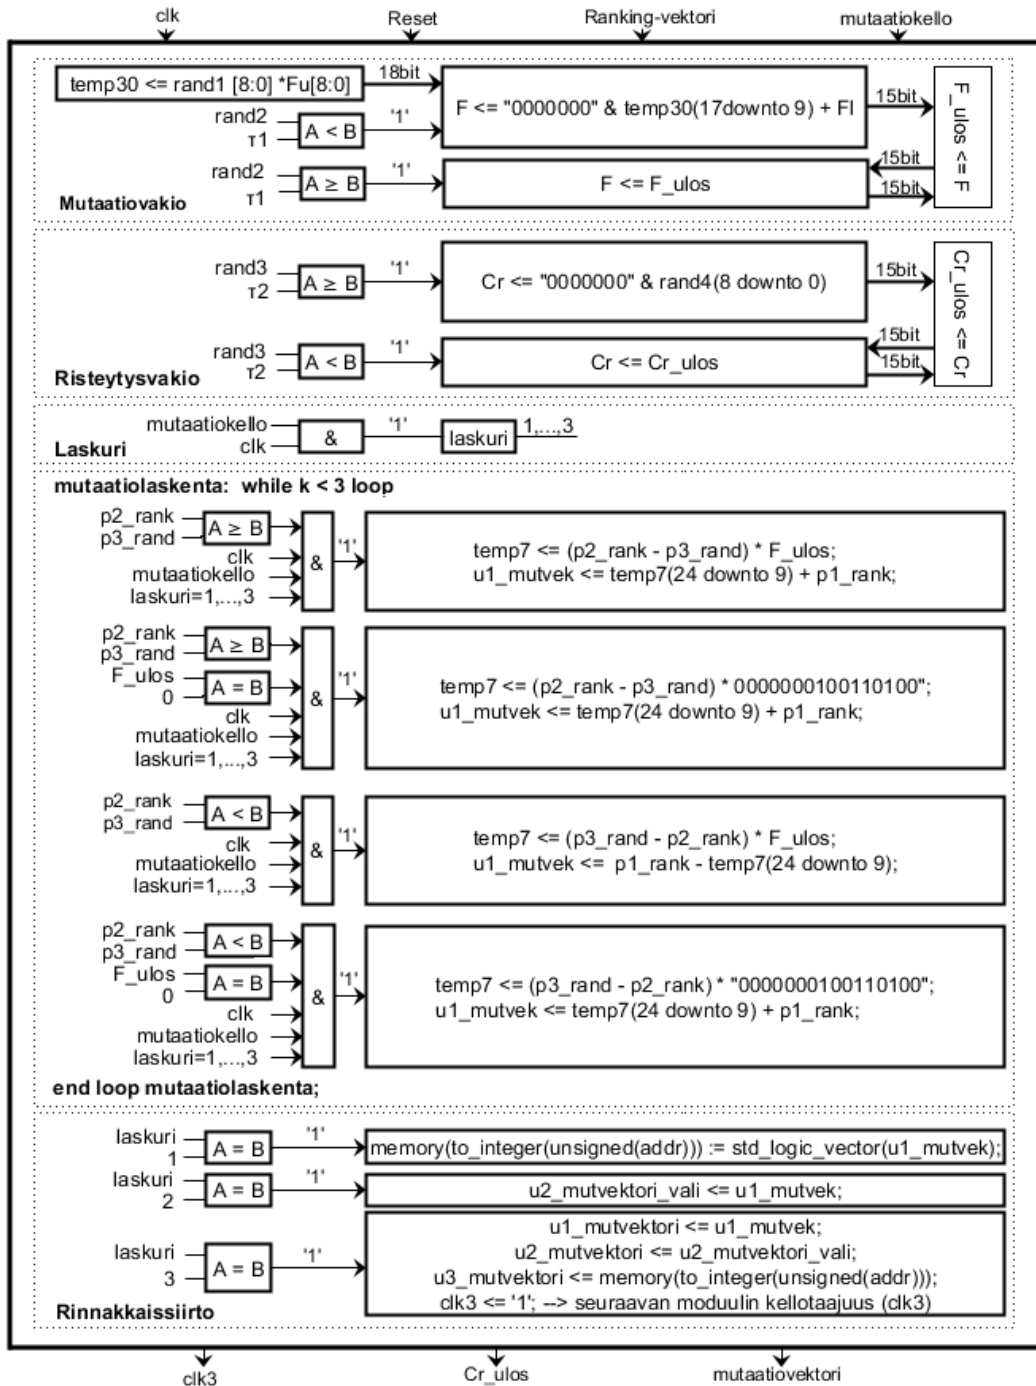 clk
Reset
Ranking-vektori
mutaatiokello
temp30 <= rand1 [8:0] *Fu[8:0]
18bit
F <= "0000000" & temp30(17downto 9) + Fl
15bit
F_ulos <= F
rand2
τ1
A < B
'1'
rand2
τ1
A ≥ B
'1'
F <= F_ulos
15bit
15bit
Mutaatiovakio
rand3
τ2
A ≥ B
'1'
Cr <= "0000000" & rand4(8 downto 0)
15bit
Cr_ulos <= Cr
rand3
τ2
A < B
'1'
Cr <= Cr_ulos
15bit
15bit
Risteytysvakio
mutaatiokello
clk
&
'1'
laskuri
1,...,3
Laskuri
mutaatiolaskenta: while k < 3 loop
p2_rank
p3_rand
A ≥ B
clk
mutaatiokello
laskuri=1,...,3
&
'1'
temp7 <= (p2_rank - p3_rand) * F_ulos;
u1_mutvek <= temp7(24 downto 9) + p1_rank;
p2_rank
p3_rand
A ≥ B
F_ulos
0
A = B
clk
mutaatiokello
laskuri=1,...,3
&
'1'
temp7 <= (p2_rank - p3_rand) * 0000000100110100";
u1_mutvek <= temp7(24 downto 9) + p1_rank;
p2_rank
p3_rand
A < B
clk
mutaatiokello
laskuri=1,...,3
&
'1'
temp7 <= (p3_rand - p2_rank) * F_ulos;
u1_mutvek <= p1_rank - temp7(24 downto 9);
p2_rank
p3_rand
A < B
F_ulos
0
A = B
clk
mutaatiokello
laskuri=1,...,3
&
'1'
temp7 <= (p3_rand - p2_rank) * "0000000100110100";
u1_mutvek <= temp7(24 downto 9) + p1_rank;
end loop mutaatiolaskenta;
laskuri
1
A = B
'1'
memory(to_integer(unsigned(addr))) := std_logic_vector(u1_mutvek);
laskuri
2
A = B
'1'
u2_mutvektori_vali <= u1_mutvek;
laskuri
3
A = B
'1'
u1_mutvektori <= u1_mutvek;
u2_mutvektori <= u2_mutvektori_vali;
u3_mutvektori <= memory(to_integer(unsigned(addr)));
clk3 <= '1'; --> seuraavan moduulin kellotaajuus (clk3)
Rinnakkaissiirto
clk3
Cr_ulos
mutaatiovektori